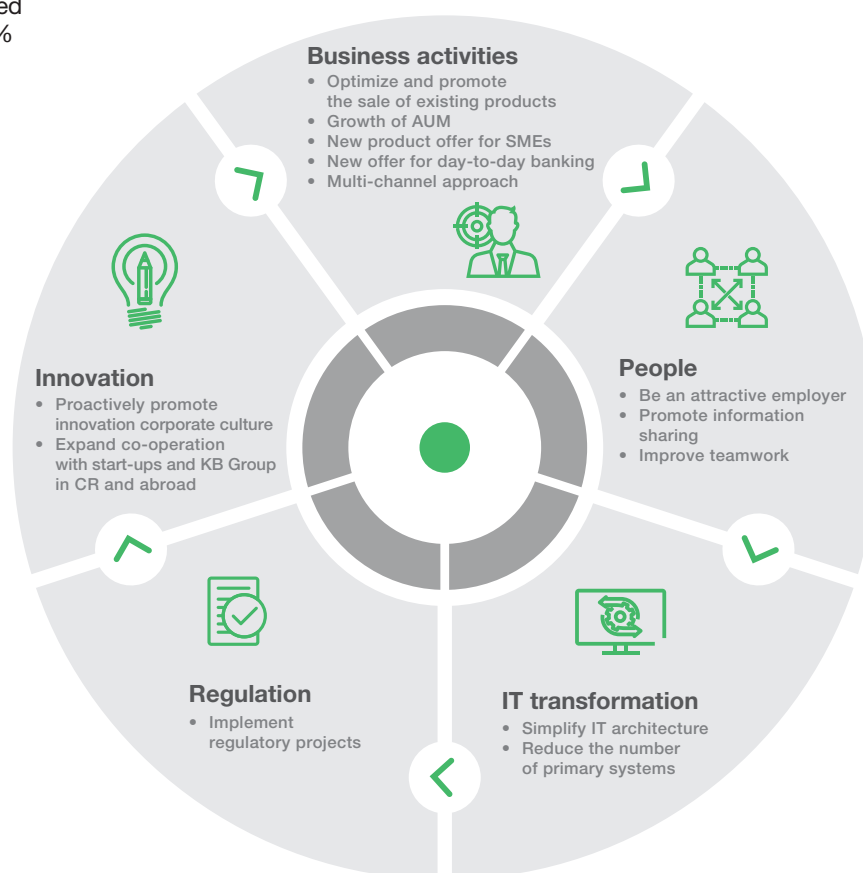 ed
%
Business activities
• Optimize and promote
the sale of existing products
• Growth of AUM
• New product offer for SMEs
• New offer for day-to-day banking
• Multi-channel approach
People
• Be an attractive employer
• Promote information
sharing
• Improve teamwork
IT transformation
• Simplify IT architecture
• Reduce the number
of primary systems
Regulation
• Implement
regulatory projects
Innovation
• Proactively promote
innovation corporate culture
• Expand co-operation
with start-ups and KB Group
in CR and abroad